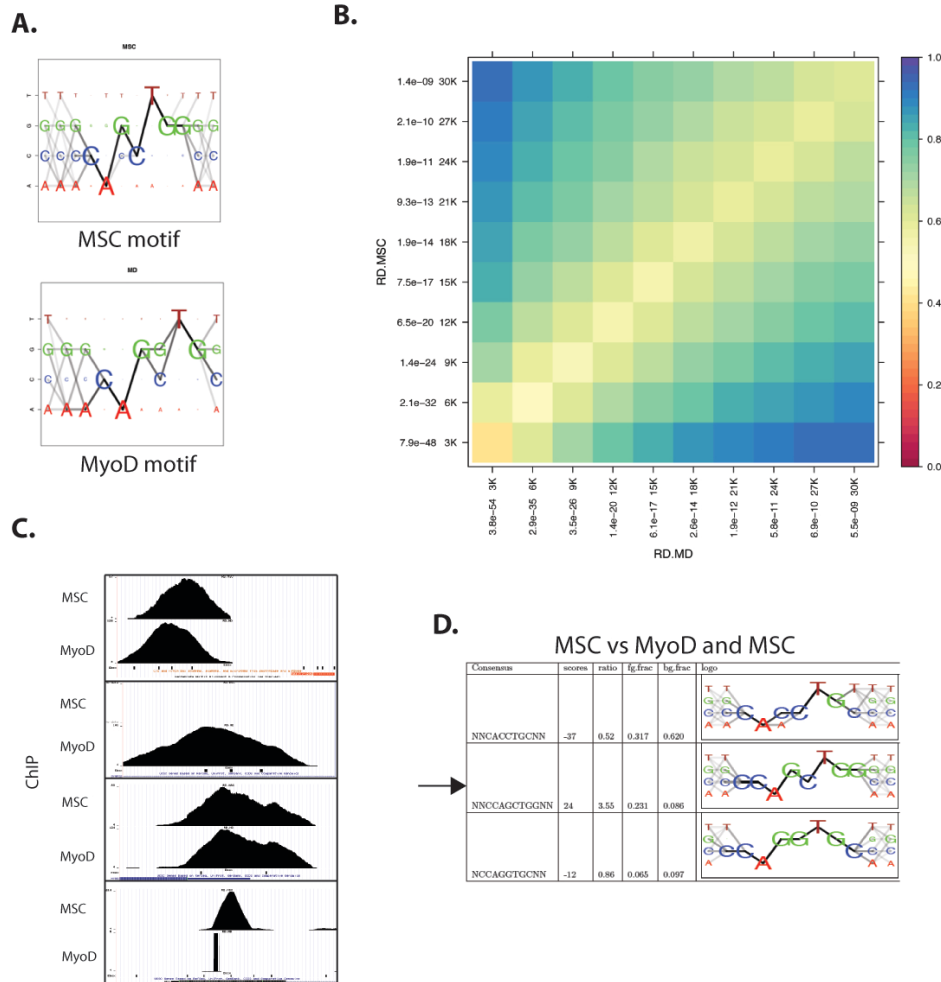 A.
MSC
T
G
C
A
MSC motif
MD
T
G
C
A
MyoD motif
B.
RD.MSC
1.4e-09 30K
2.1e-10 27K
1.9e-11 24K
9.3e-13 21K
1.9e-14 18K
7.5e-17 15K
6.5e-20 12K
1.4e-24 9K
2.1e-32 6K
7.9e-48 3K
3.8e-54 3K
2.9e-35 6K
3.5e-26 9K
1.4e-20 12K
6.1e-17 15K
2.6e-14 18K
1.9e-12 21K
5.8e-11 24K
6.9e-10 27K
5.5e-09 30K
RD.MD
1.0
0.8
0.6
0.4
0.2
0.0
C.
ChIP
MSC
MyoD
MSC
MyoD
MSC
MyoD
MSC
MyoD
D.
MSC vs MyoD and MSC
Consensus scores ratio fg.frac bg.frac logo
NNCACCTGCNN -37 0.52 0.317 0.620
NNCCAGCTGGNN 24 3.55 0.231 0.086
NCCAGGTGCNN -12 0.86 0.065 0.097